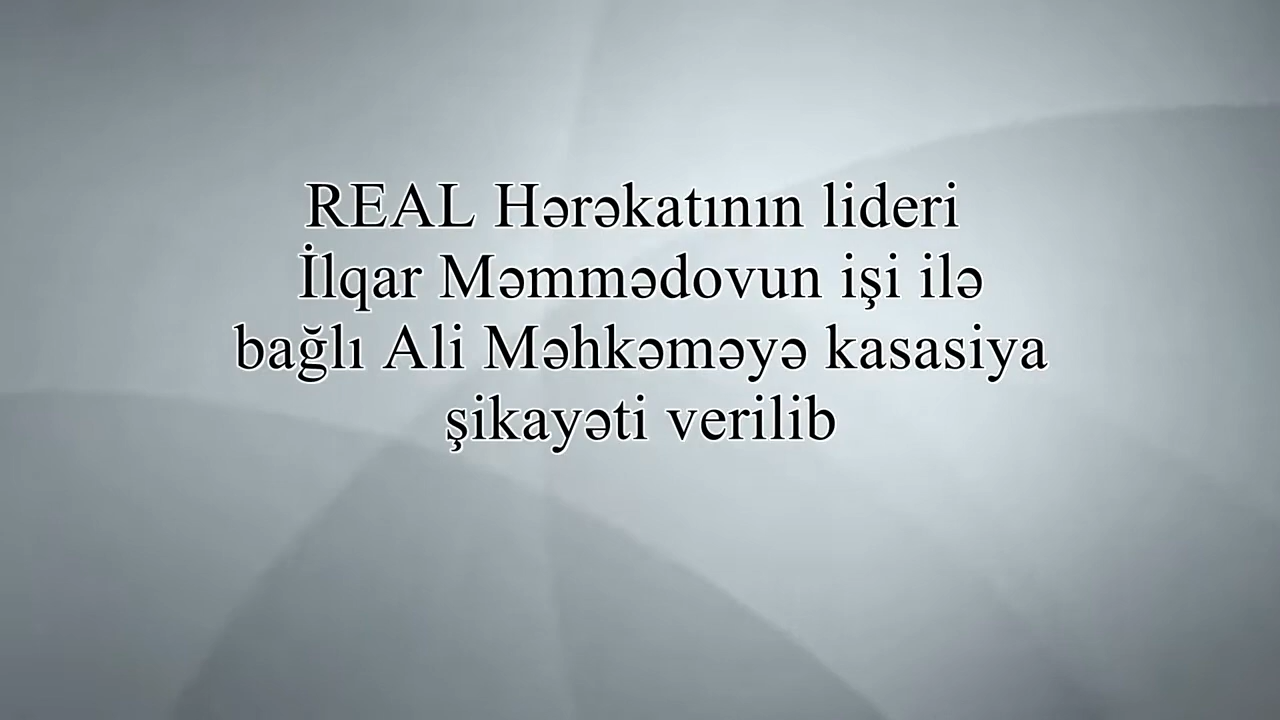 REAL Hərəkatının lideri
İlqar Məmmədovun işi ilə
bağlı Ali Məhkəməyə kasasiya
şikayəti verilib